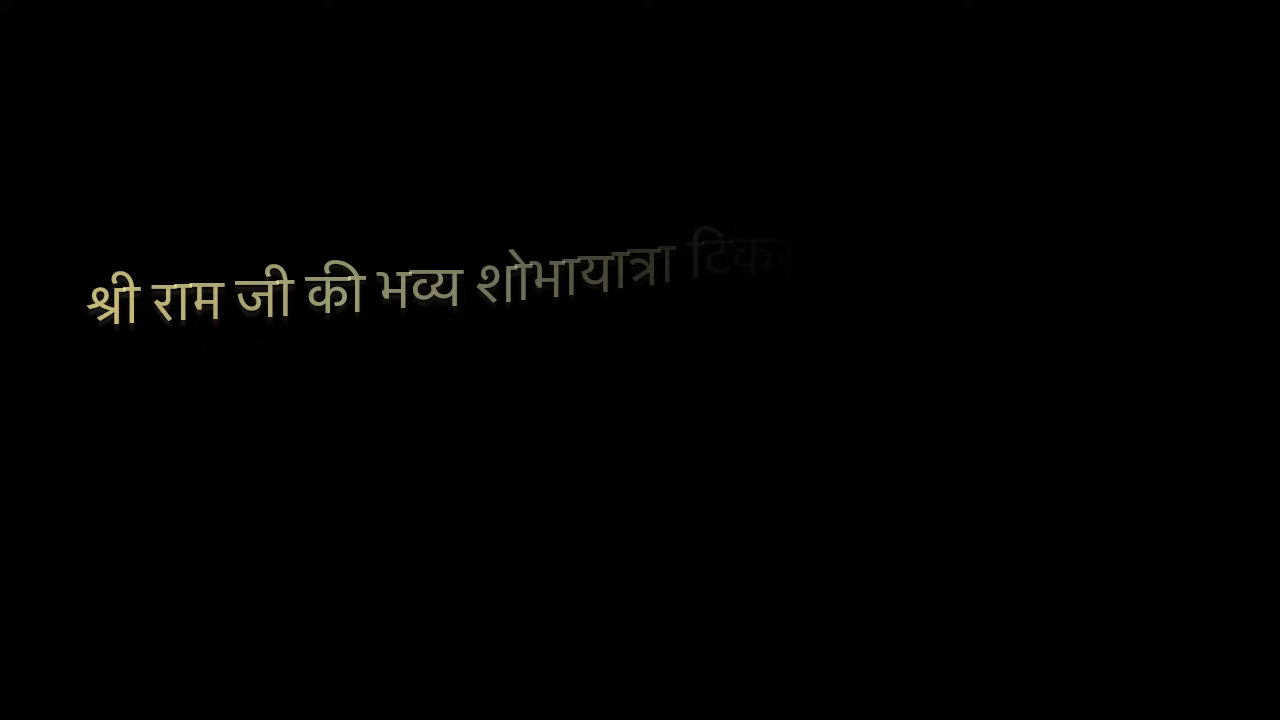 श्री राम जी की भव्य शोभायात्रा